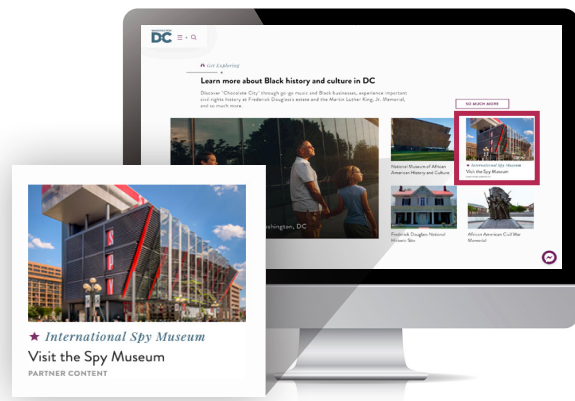 DC
Get Exploring
Learn more about Black history and culture in DC
Discover 'Chocolate City' through go-go music and Black businesses, experience important
civil rights history at Frederick Douglass's estate and the Martin Luther King, Jr. Memorial,
and so much more.
SO MUCH MORE
National Museum of African
American History and Culture
★ International Spy Museum
Visit the Spy Museum
shington, DC
Frederick Douglass National
Historic Site
African American Civil War
Memorial
SPY
★ International Spy Museum
Visit the Spy Museum
PARTNER CONTENT